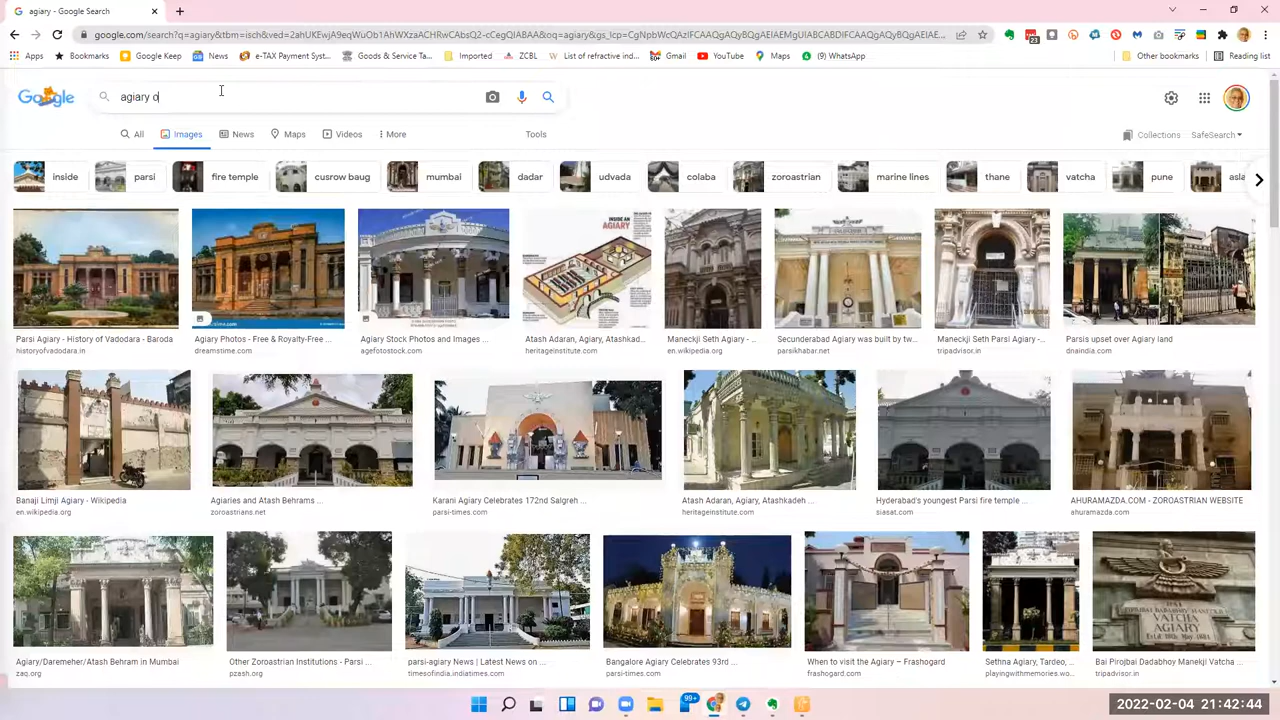 agiary - Google Search
google.com/search?q=agiary&tbm=isch&ved=2ahUKEwjA9eqWuOb1AhWXzaACHRwCAbsQ2-cCegQIABAA&oq=agiary&gs_lcp=CgNpbWcQAzIFCAAQgAQyBQgAEIAEMgUIABCABDIFCAAQgAQyBQgAEIAEMgUIABCABDIFCAAQgAQyBQgAEIAEMgUIABCAE...
Apps
Bookmarks
Google Keep
News
e-TAX Payment Syst...
Goods & Service Ta...
Imported
ZCBL
List of refractive ind...
Gmail
YouTube
Maps
(4) WhatsApp
Other bookmarks
Reading list
23
agiary o
All
Images
News
Maps
Videos
More
Tools
Collections
SafeSearch
inside
parsi
fire temple
cusrow baug
mumbai
dadar
udvada
colaba
zoroastrian
marine lines
thane
vatcha
pune
asla
INSIDE AN
AGIARY
Parsi Agiary - History of Vadodara - Baroda
historyofvadodara.in
Agiary Photos - Free & Royalty-Free ...
dreamstime.com
Agiary Stock Photos and Images ...
agefotostock.com
Atash Adaran, Agiary, Atashkad...
heritageinstitute.com
Maneckji Seth Agiary - ...
en.wikipedia.org
Secunderabad Agiary was built by tw...
parsikhabar.net
Maneckji Seth Parsi Agiary -...
tripadvisor.in
Parsis upset over Agiary land
dnaindia.com
Banaji Limji Agiary - Wikipedia
en.wikipedia.org
Agiaries and Atash Behrams ...
zoroastrians.net
Karani Agiary Celebrates 172nd Salgreh ...
parsi-times.com
Atash Adaran, Agiary, Atashkadeh ...
heritageinstitute.com
Hyderabad's youngest Parsi fire temple ...
siasat.com
AHURAMAZDA.COM - ZOROASTRIAN WEBSITE
ahuramazda.com
VATCHA
AGIARY
Agiary/Daremeher/Atash Behram in Mumbai
zaq.org
Other Zoroastrian Institutions - Parsi ...
pzash.org
parsi-agiary News | Latest News on ...
timesofindia.indiatimes.com
Bangalore Agiary Celebrates 93rd ...
parsi-times.com
When to visit the Agiary – Frashogard
frashogard.com
Sethna Agiary, Tardeo, ...
playingwithmemories.wo...
Bai Pirojbai Dadabhoy Manekji Vatcha ...
tripadvisor.in
99+
2022-02-04 21:42:44